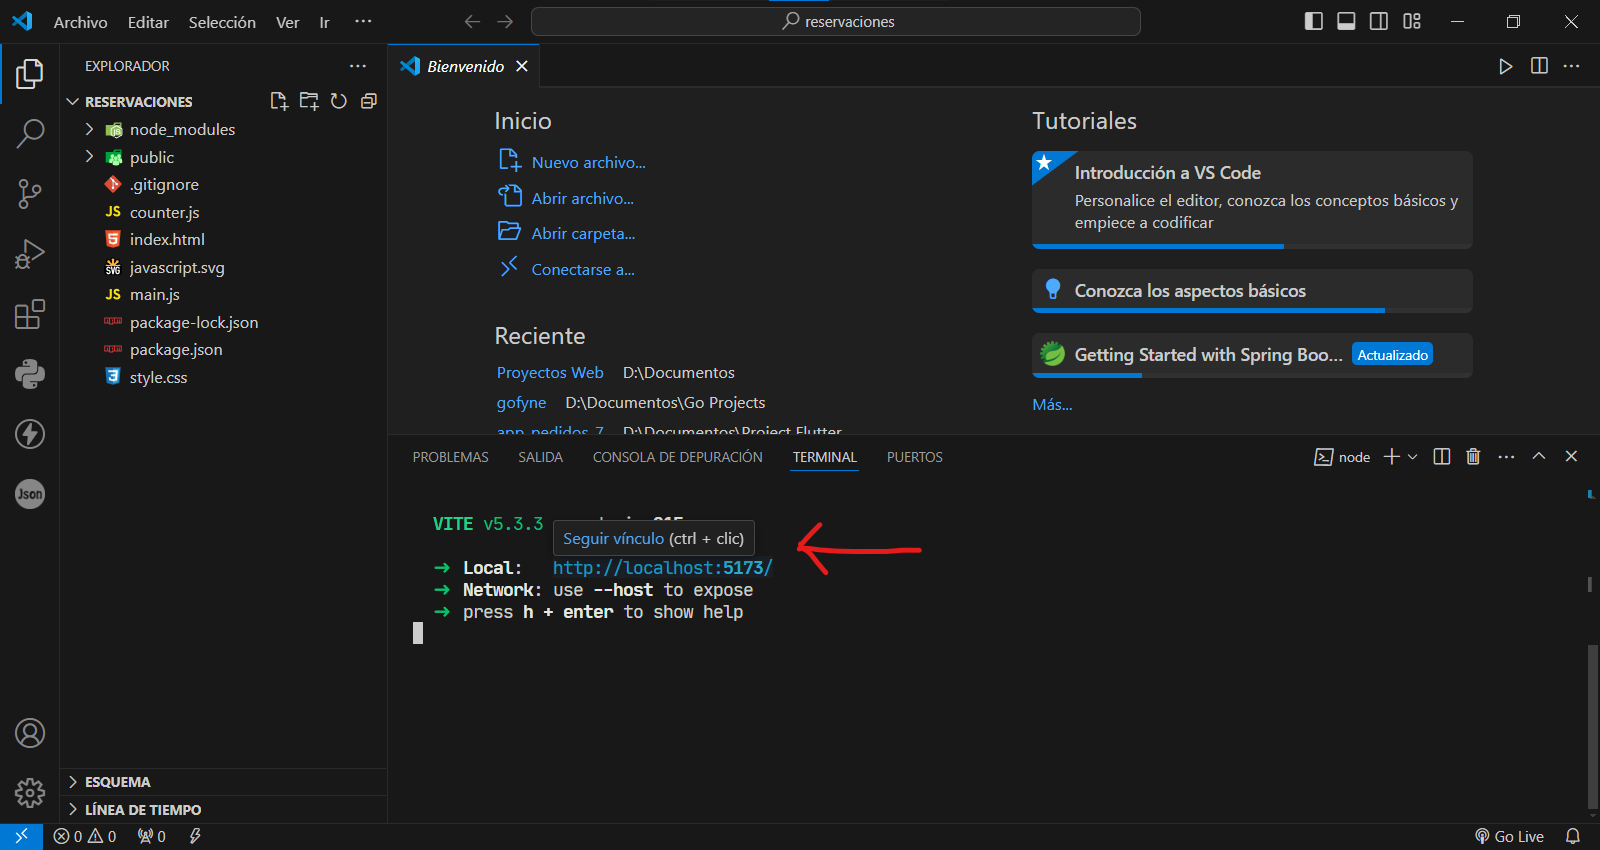 Archivo Editar Selección Ver Ir ···
reservaciones
EXPLORADOR
RESERVACIONES
node_modules
public
.gitignore
JS counter.js
index.html
SVG javascript.svg
JS main.js
package-lock.json
package.json
style.css
Json
ESQUEMA
LÍNEA DE TIEMPO
Bienvenido
Inicio
Nuevo archivo...
Abrir archivo...
Abrir carpeta...
Conectarse a...
Reciente
Proyectos Web D:\Documentos
gofyne D:\Documentos\Go Projects
app_pedidos_7 D:\Documentos\Project Flutter
Tutoriales
Introducción a VS Code
Personalice el editor, conozca los conceptos básicos y
empiece a codificar
Conozca los aspectos básicos
Getting Started with Spring Boo... Actualizado
Más...
PROBLEMAS SALIDA CONSOLA DE DEPURACIÓN TERMINAL PUERTOS
node
VITE v5.3.3
Seguir vínculo (ctrl + clic)
➜ Local: http://localhost:5173/
➜ Network: use --host to expose
➜ press h + enter to show help
0 0 0
Go Live